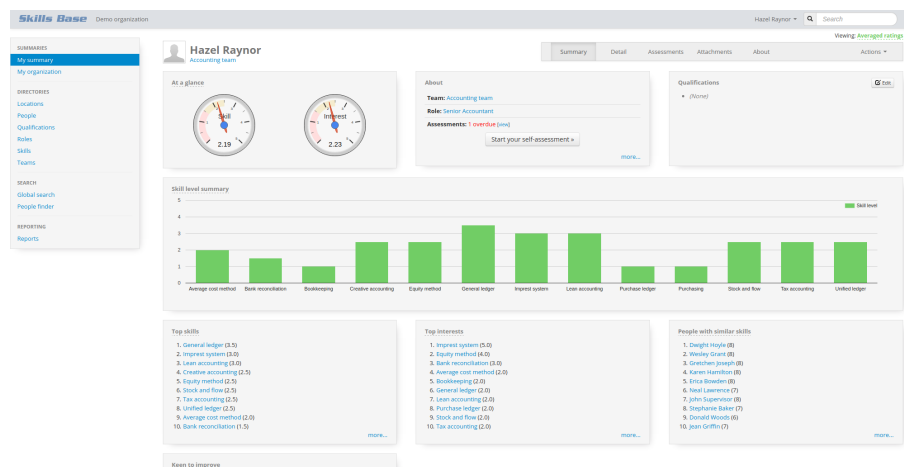 Skills Base Demo organization
Hazel Raynor
Search
Viewing: Averaged ratings
SUMMARIES
My summary
My organization
DIRECTORIES
Locations
People
Qualifications
Roles
Skills
Teams
SEARCH
Global search
People finder
REPORTING
Reports
Hazel Raynor
Accounting team
Summary Detail Assessments Attachments About Actions
At a glance
Skill
2.19
Interest
2.23
About
Team: Accounting team
Role: Senior Accountant
Assessments: 1 overdue (view)
Start your self-assessment »
more...
Qualifications
Edit
• (None)
Skill level summary
Skill level
5
4
3
2
1
0
Average cost method Bank reconciliation Bookkeeping Creative accounting Equity method General ledger Imprest system Lean accounting Purchase ledger Purchasing Stock and flow Tax accounting Unified ledger
Top skills
1. General ledger (3.5)
2. Imprest system (3.0)
3. Lean accounting (3.0)
4. Creative accounting (2.5)
5. Equity method (2.5)
6. Stock and flow (2.5)
7. Tax accounting (2.5)
8. Unified ledger (2.5)
9. Average cost method (2.0)
10. Bank reconciliation (1.5)
more...
Top interests
1. Imprest system (5.0)
2. Equity method (4.0)
3. Bank reconciliation (3.0)
4. Average cost method (2.0)
5. Bookkeeping (2.0)
6. General ledger (2.0)
7. Lean accounting (2.0)
8. Purchase ledger (2.0)
9. Stock and flow (2.0)
10. Tax accounting (2.0)
more...
People with similar skills
1. Dwight Hoyle (8)
2. Wesley Grant (8)
3. Gretchen Joseph (8)
4. Karen Hamilton (8)
5. Erica Bowden (8)
6. Neal Lawrence (7)
7. John Supervisor (8)
8. Stephanie Baker (7)
9. Donald Woods (6)
10. Jean Griffin (7)
more...
Keen to improve